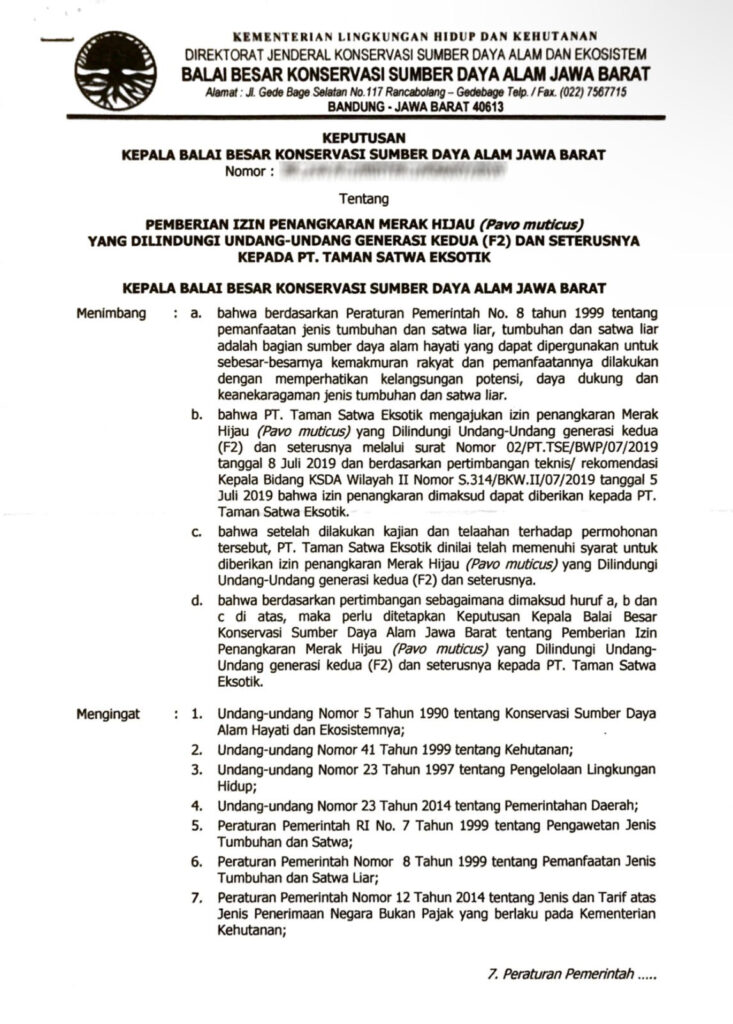 KEMENTERIAN LINGKUNGAN HIDUP DAN KEHUTANAN
DIREKTORAT JENDERAL KONSERVASI SUMBER DAYA ALAM DAN EKOSISTEM
BALAI BESAR KONSERVASI SUMBER DAYA ALAM JAWA BARAT
Alamat : Jl. Gede Bage Selatan No.117 Rancabolang – Gedebage Telp. / Fax. (022) 7567715
BANDUNG - JAWA BARAT 40613
KEPUTUSAN
KEPALA BALAI BESAR KONSERVASI SUMBER DAYA ALAM JAWA BARAT
Nomor :
Tentang
PEMBERIAN IZIN PENANGKARAN MERAK HIJAU (Pavo muticus)
YANG DILINDUNGI UNDANG-UNDANG GENERASI KEDUA (F2) DAN SETERUSNYA
KEPADA PT. TAMAN SATWA EKSOTIK
KEPALA BALAI BESAR KONSERVASI SUMBER DAYA ALAM JAWA BARAT
Menimbang : a. bahwa berdasarkan Peraturan Pemerintah No. 8 tahun 1999 tentang
pemanfaatan jenis tumbuhan dan satwa liar, tumbuhan dan satwa liar
adalah bagian sumber daya alam hayati yang dapat dipergunakan untuk
sebesar-besarnya kemakmuran rakyat dan pemanfaatannya dilakukan
dengan memperhatikan kelangsungan potensi, daya dukung dan
keanekaragaman jenis tumbuhan dan satwa liar.
b. bahwa PT. Taman Satwa Eksotik mengajukan izin penangkaran Merak
Hijau (Pavo muticus) yang Dilindungi Undang-Undang generasi kedua
(F2) dan seterusnya melalui surat Nomor 02/PT.TSE/BWP/07/2019
tanggal 8 Juli 2019 dan berdasarkan pertimbangan teknis/ rekomendasi
Kepala Bidang KSDA Wilayah II Nomor S.314/BKW.II/07/2019 tanggal 5
Juli 2019 bahwa izin penangkaran dimaksud dapat diberikan kepada PT.
Taman Satwa Eksotik.
c. bahwa setelah dilakukan kajian dan telaahan terhadap permohonan
tersebut, PT. Taman Satwa Eksotik dinilai telah memenuhi syarat untuk
diberikan izin penangkaran Merak Hijau (Pavo muticus) yang Dilindungi
Undang-Undang generasi kedua (F2) dan seterusnya.
d. bahwa berdasarkan pertimbangan sebagaimana dimaksud huruf a, b dan
c di atas, maka perlu ditetapkan Keputusan Kepala Balai Besar
Konservasi Sumber Daya Alam Jawa Barat tentang Pemberian Izin
Penangkaran Merak Hijau (Pavo muticus) yang Dilindungi Undang-
Undang generasi kedua (F2) dan seterusnya kepada PT. Taman Satwa
Eksotik.
Mengingat : 1. Undang-undang Nomor 5 Tahun 1990 tentang Konservasi Sumber Daya
Alam Hayati dan Ekosistemnya;
2. Undang-undang Nomor 41 Tahun 1999 tentang Kehutanan;
3. Undang-undang Nomor 23 Tahun 1997 tentang Pengelolaan Lingkungan
Hidup;
4. Undang-undang Nomor 23 Tahun 2014 tentang Pemerintahan Daerah;
5. Peraturan Pemerintah RI No. 7 Tahun 1999 tentang Pengawetan Jenis
Tumbuhan dan Satwa;
6. Peraturan Pemerintah Nomor 8 Tahun 1999 tentang Pemanfaatan Jenis
Tumbuhan dan Satwa Liar;
7. Peraturan Pemerintah Nomor 12 Tahun 2014 tentang Jenis dan Tarif atas
Jenis Penerimaan Negara Bukan Pajak yang berlaku pada Kementerian
Kehutanan;
7. Peraturan Pemerintah .....